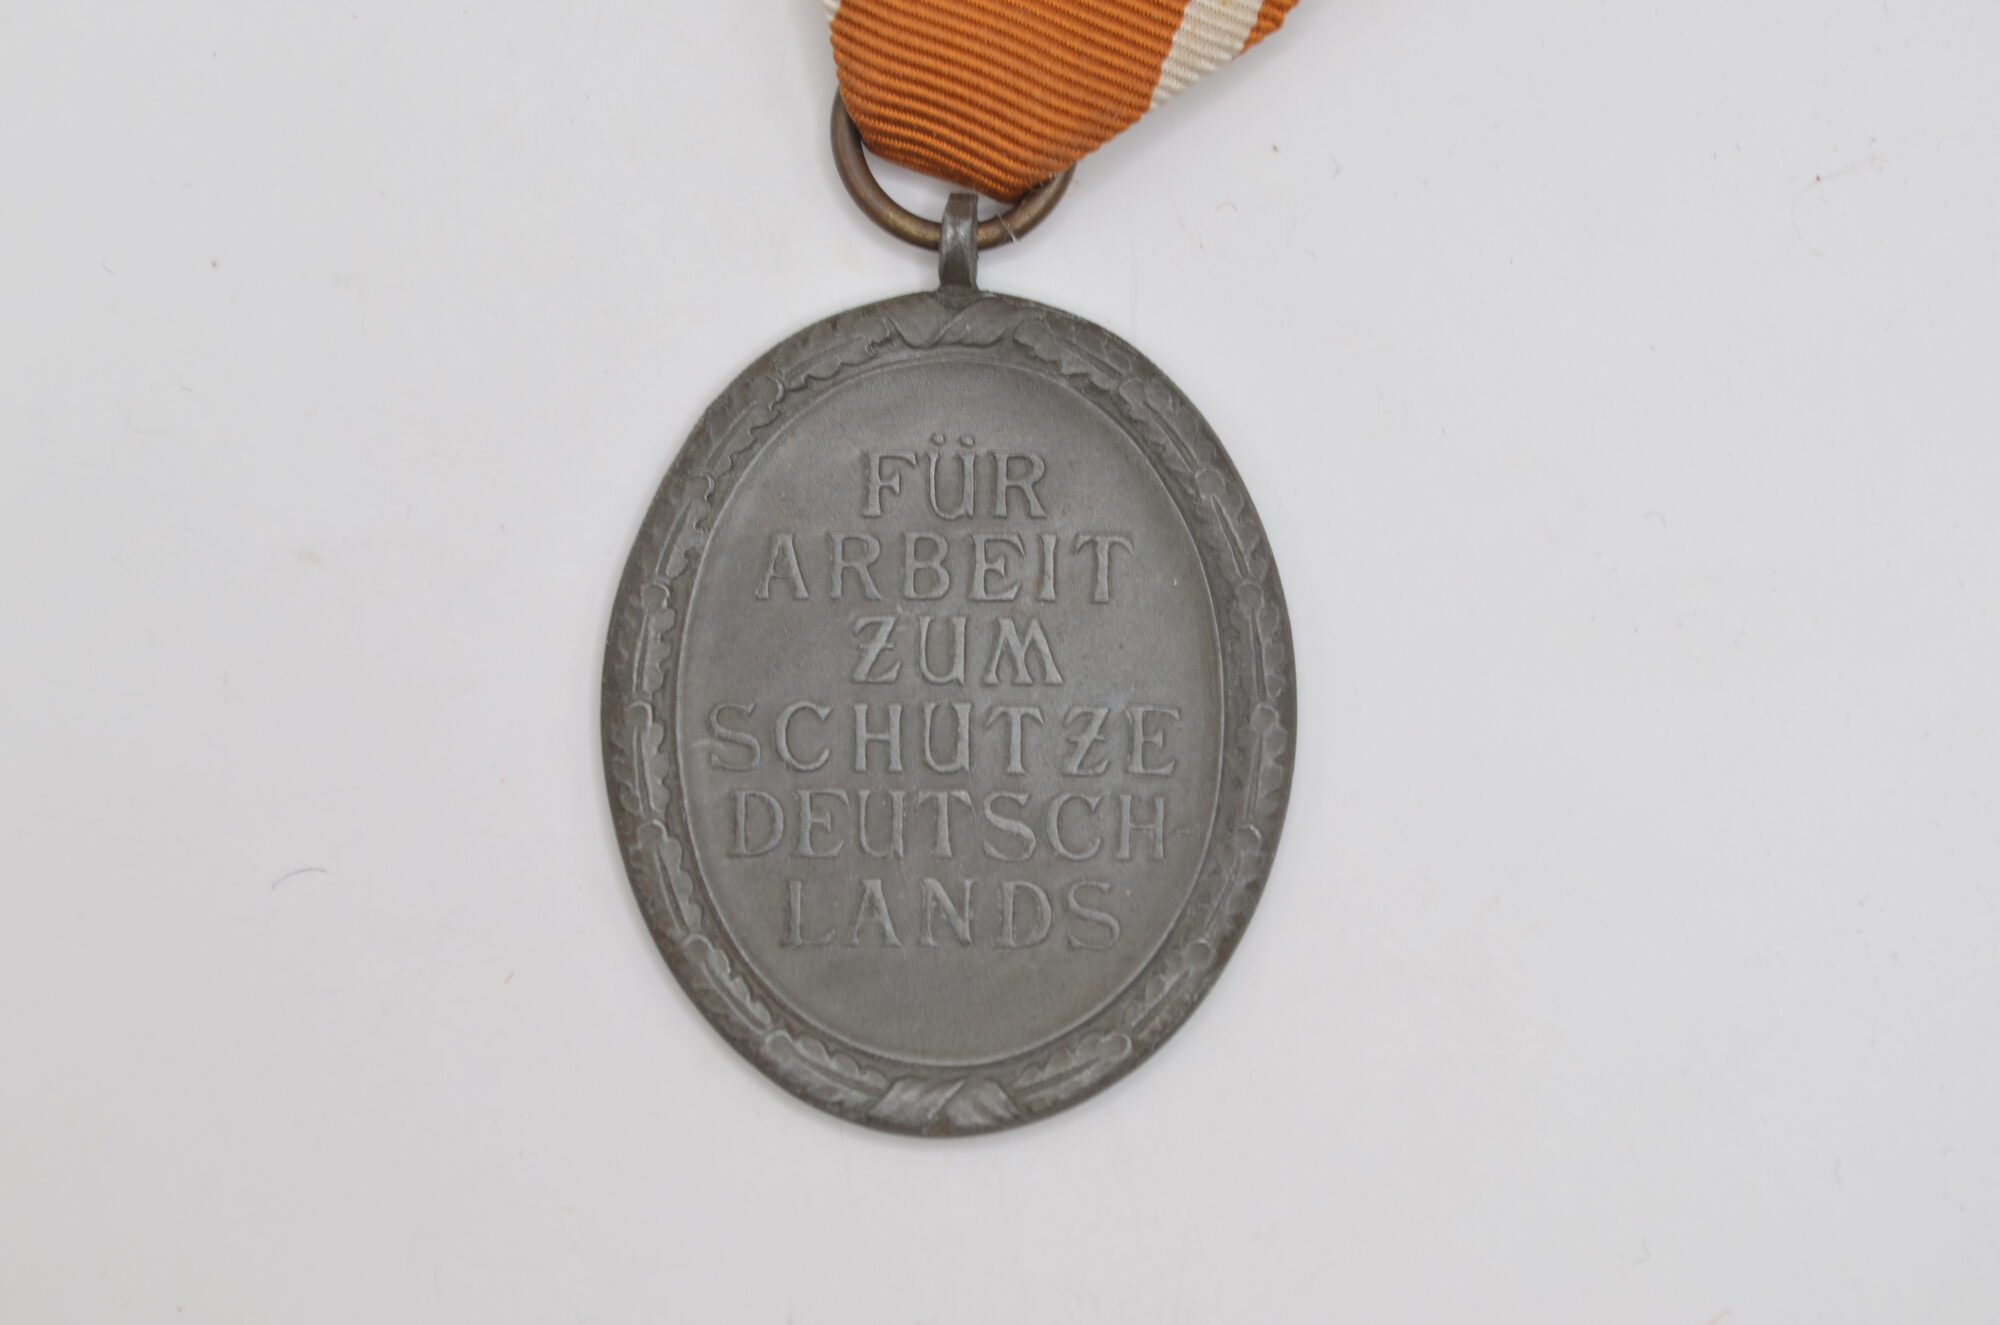 FÜR
ARBEIT
ZUM
SCHUTZE
DEUTSCH
LANDS